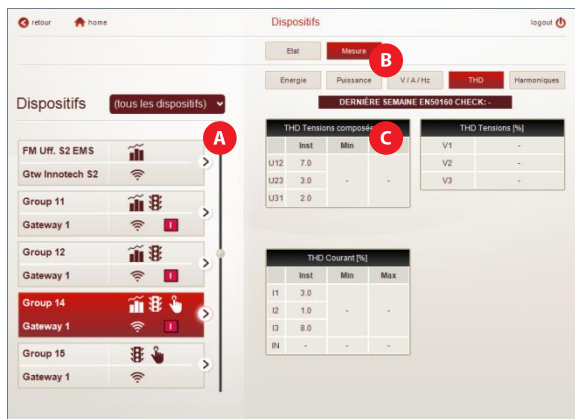 retour
home
Dispositifs
logout
Etat
Mesure
B
Energie
Puissance
V / A / Hz
THD
Harmoniques
Dispositifs
(tous les dispositifs)
DERNIÈRE SEMAINE EN50160 CHECK: -
A
C
THD Tensions composé
Inst Min
U12 7.0
U23 3.0 - -
U31 2.0
THD Tensions [%]
V1 -
V2 -
V3 -
FM Uff. S2 EMS
Gtw Innotech S2
Group 11
Gateway 1 I
Group 12
Gateway 1 I
Group 14
Gateway 1 I
Group 15
Gateway 1
THD Courant [%]
Inst Min Max
I1 3.0
I2 1.0 - -
I3 8.0
IN - - -